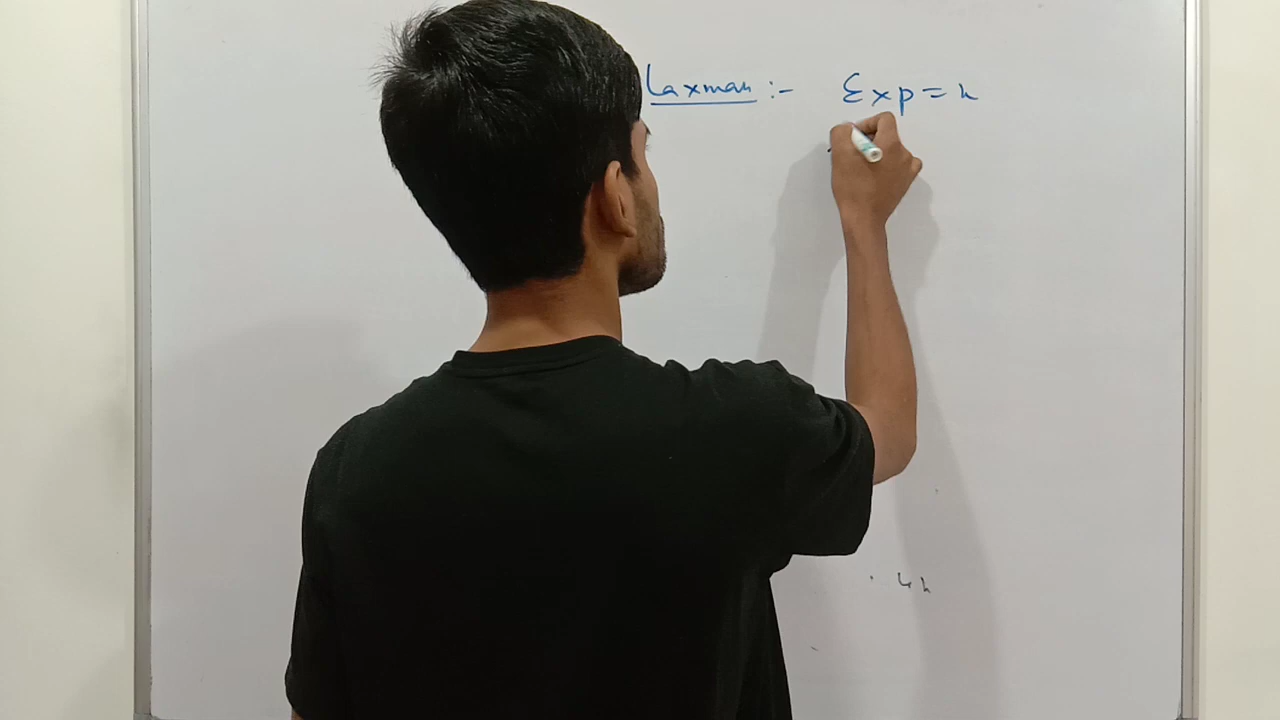 Laxman :- Exp = x